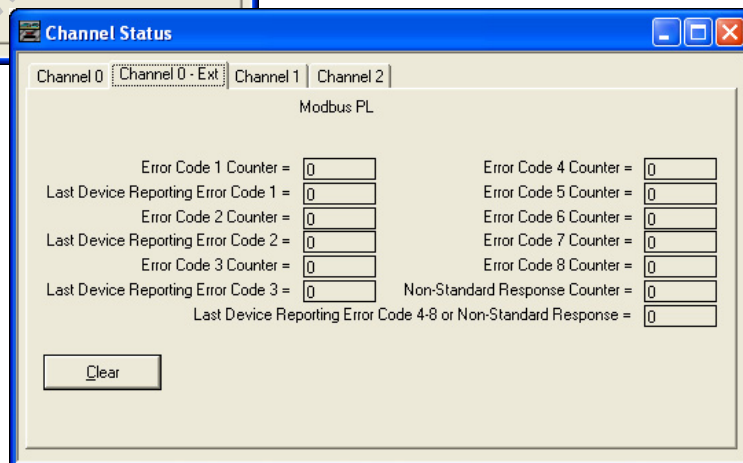 Channel Status
Channel 0
Channel 0 - Ext
Channel 1
Channel 2
Modbus PL
Error Code 1 Counter = 0
Last Device Reporting Error Code 1 = 0
Error Code 2 Counter = 0
Last Device Reporting Error Code 2 = 0
Error Code 3 Counter = 0
Last Device Reporting Error Code 3 = 0
Error Code 4 Counter = 0
Error Code 5 Counter = 0
Error Code 6 Counter = 0
Error Code 7 Counter = 0
Error Code 8 Counter = 0
Non-Standard Response Counter = 0
Last Device Reporting Error Code 4-8 or Non-Standard Response = 0
Clear